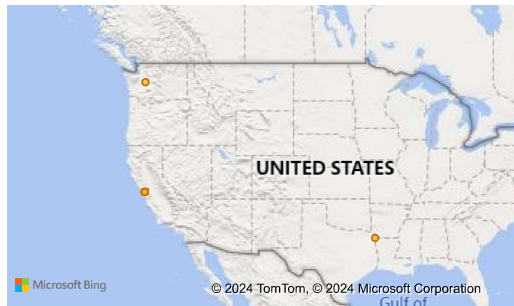 UNITED STATES
Microsoft Bing
© 2024 TomTom, © 2024 Microsoft Corporation
Gulf of